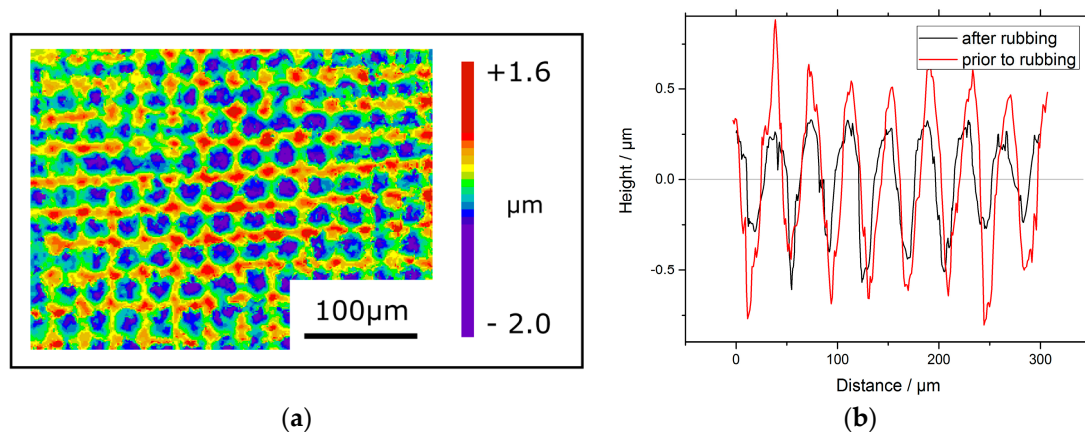 +1.6
µm
- 2.0
100µm
(a)
after rubbing
prior to rubbing
Height / µm
0.5
0.0
-0.5
0
100
200
300
Distance / µm
(b)